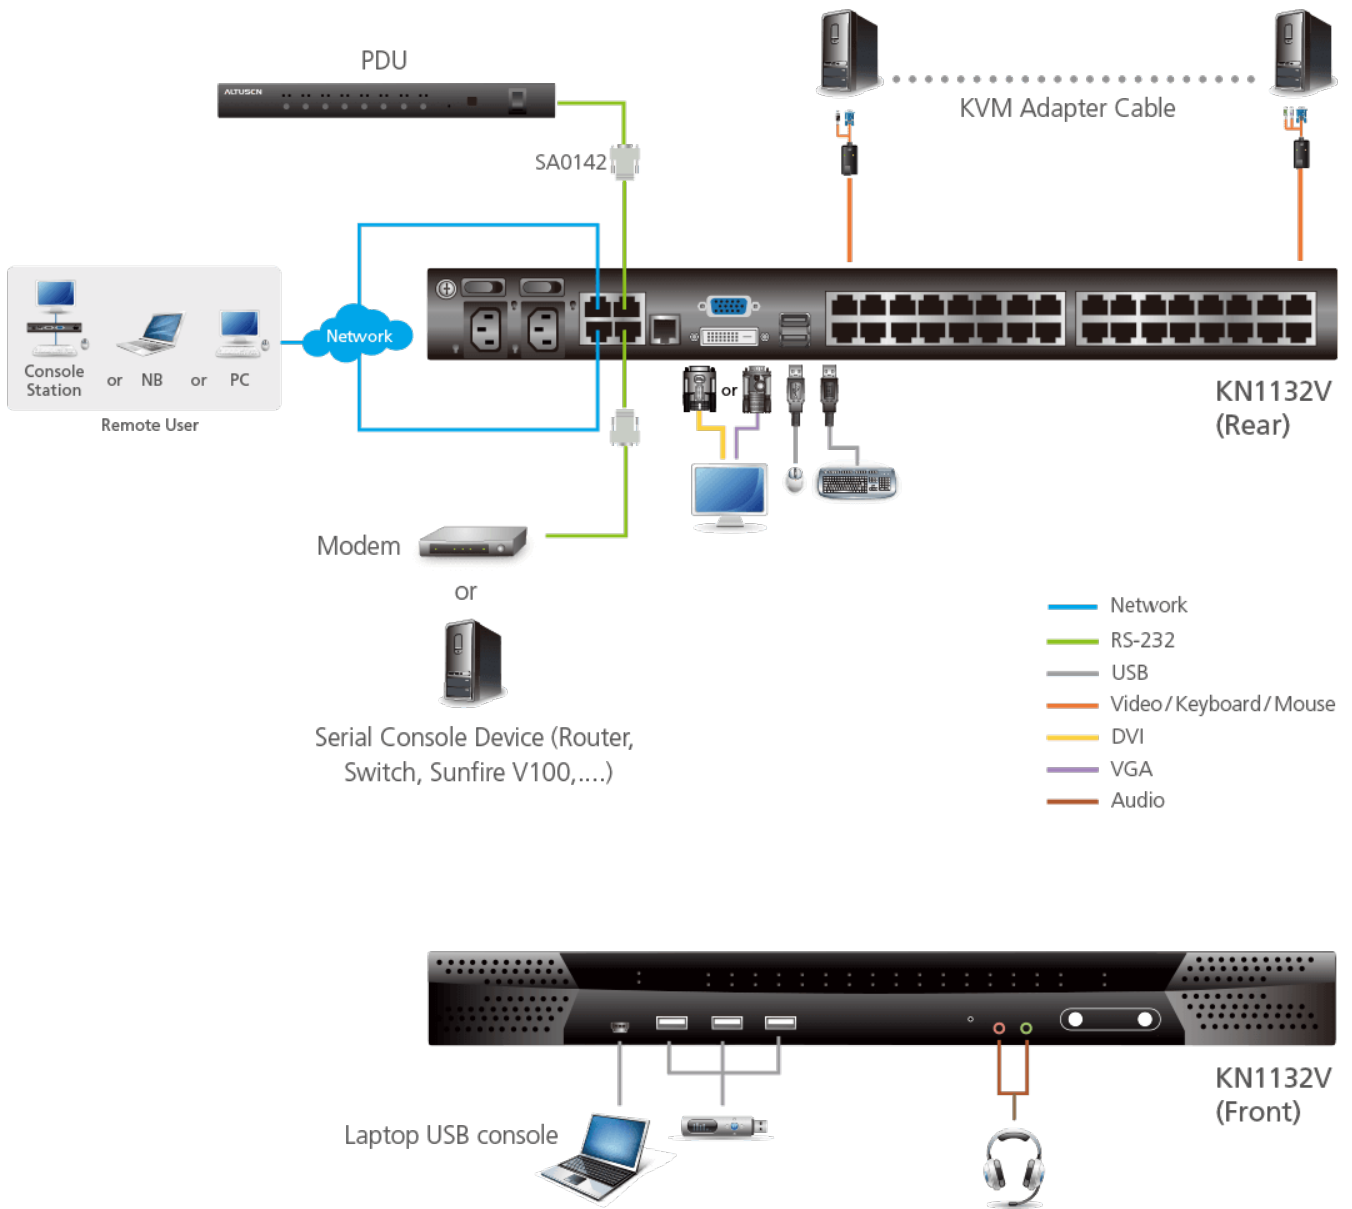 PDU
ALTUSEN
SA0142
KVM Adapter Cable
Network
Console
Station
or
NB
or
PC
Remote User
or
KN1132V
(Rear)
Modem
or
Serial Console Device (Router,
Switch, Sunfire V100,....)
Network
RS-232
USB
Video / Keyboard / Mouse
DVI
VGA
Audio
KN1132V
(Front)
Laptop USB console